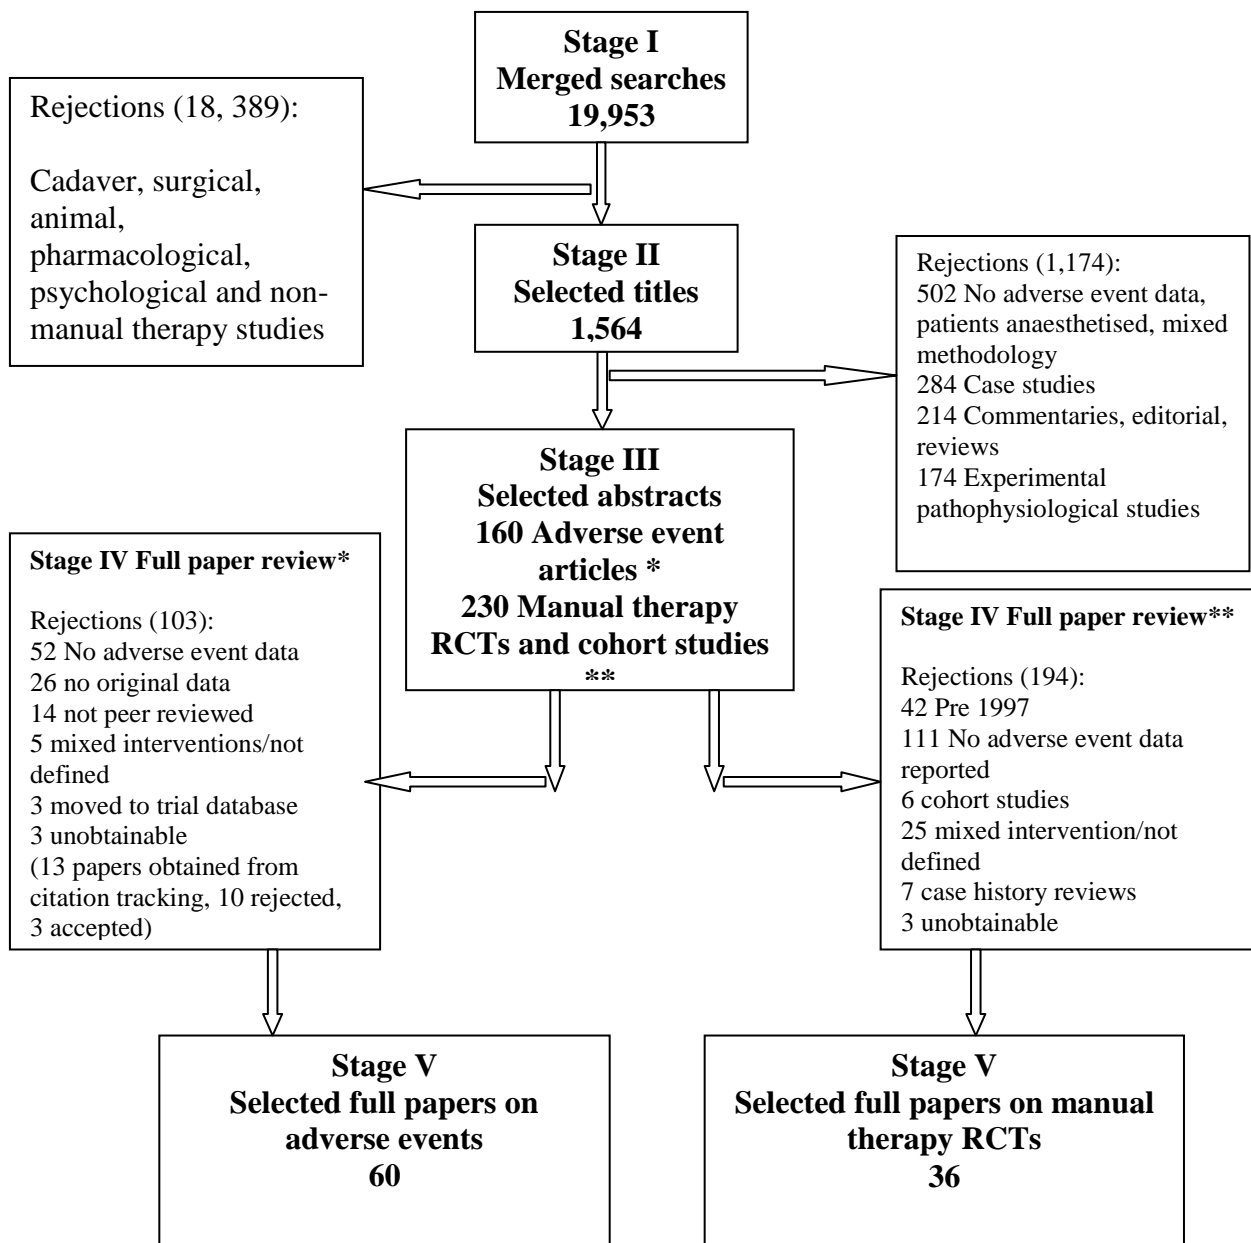 Stage I
Merged searches
19,953
Rejections (18, 389):
Cadaver, surgical,
animal,
pharmacological,
psychological and non-
manual therapy studies
Stage II
Selected titles
1,564
Rejections (1,174):
502 No adverse event data,
patients anaesthetised, mixed
methodology
284 Case studies
214 Commentaries, editorial,
reviews
174 Experimental
pathophysiological studies
Stage III
Selected abstracts
160 Adverse event
articles *
230 Manual therapy
RCTs and cohort studies
**
Stage IV Full paper review*
Rejections (103):
52 No adverse event data
26 no original data
14 not peer reviewed
5 mixed interventions/not
defined
3 moved to trial database
3 unobtainable
(13 papers obtained from
citation tracking, 10 rejected,
3 accepted)
Stage IV Full paper review**
Rejections (194):
42 Pre 1997
111 No adverse event data
reported
6 cohort studies
25 mixed intervention/not
defined
7 case history reviews
3 unobtainable
Stage V
Selected full papers on
adverse events
60
Stage V
Selected full papers on manual
therapy RCTs
36